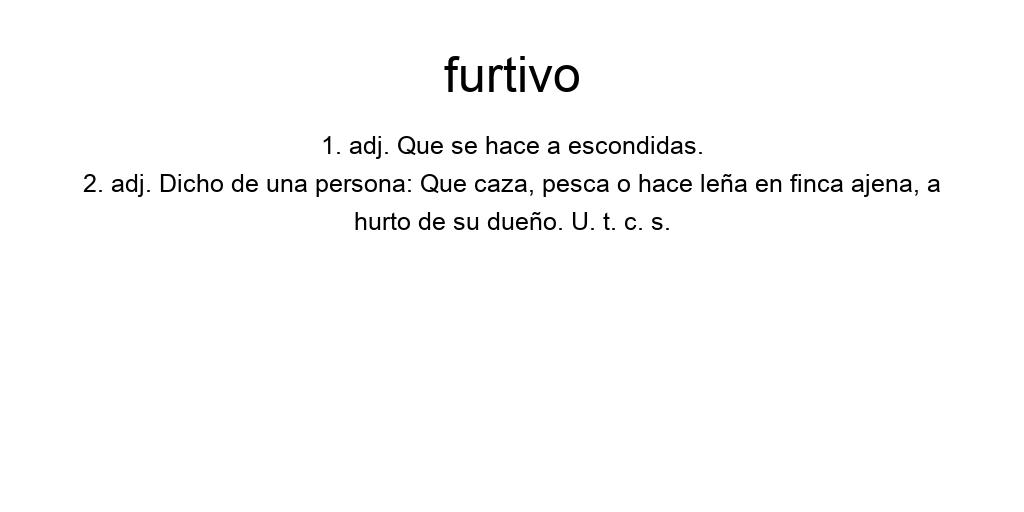 furtivo
1. adj. Que se hace a escondidas.
2. adj. Dicho de una persona: Que caza, pesca o hace leña en finca ajena, a
hurto de su dueño. U. t. c. s.